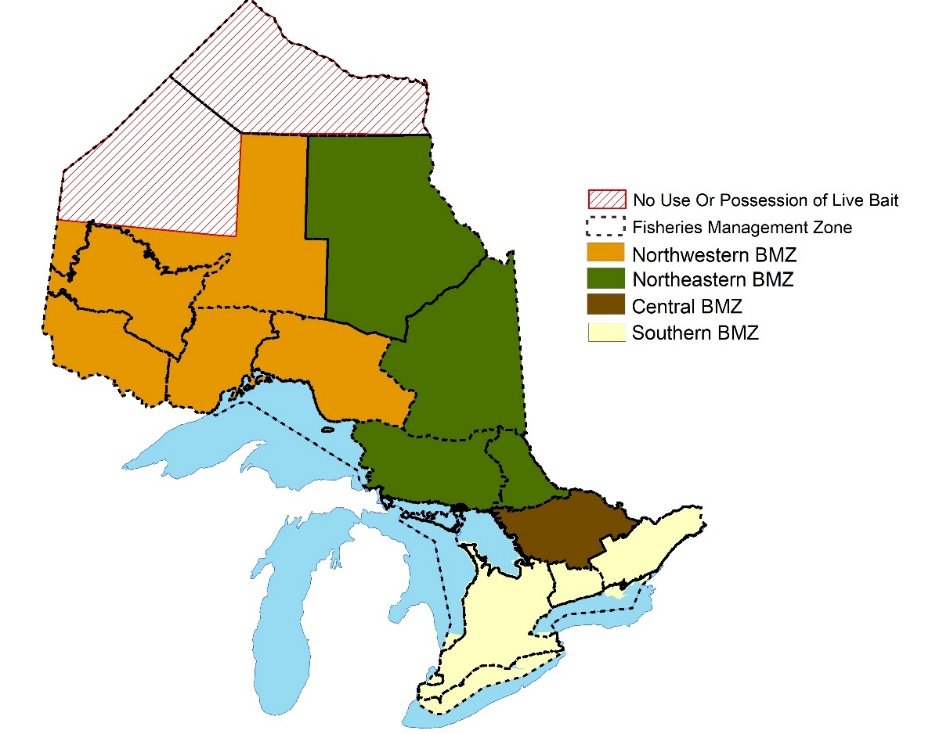 No Use Or Possession of Live Bait
Fisheries Management Zone
Northwestern BMZ
Northeastern BMZ
Central BMZ
Southern BMZ